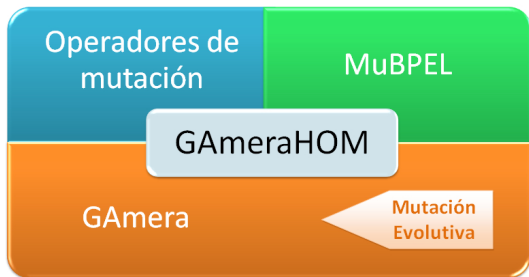 Operadores de
mutación
MuBPEL
GAmeraHOM
GAmera
Mutación
Evolutiva